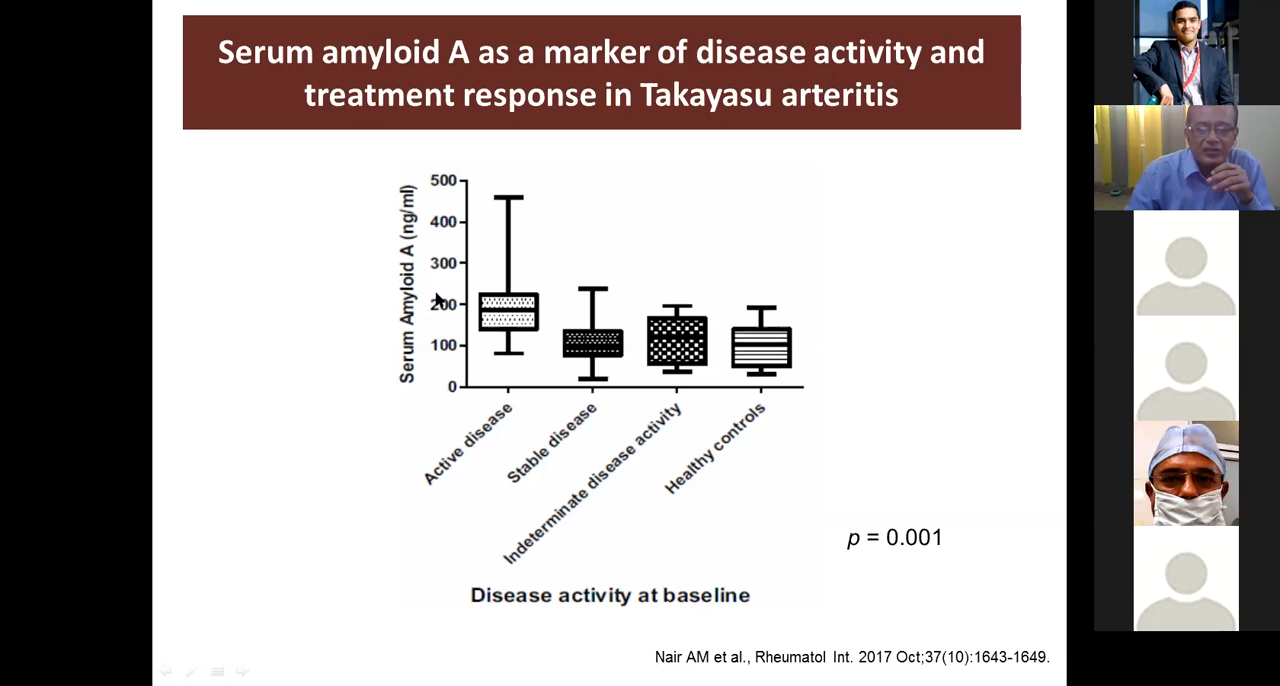 Serum amyloid A as a marker of disease activity and
treatment response in Takayasu arteritis
Serum Amyloid A (ng/ml)
500
400
300
200
100
0
Active disease
Stable disease
Indeterminate disease activity
Healthy controls
p = 0.001
Disease activity at baseline
Nair AM et al., Rheumatol Int. 2017 Oct;37(10):1643-1649.